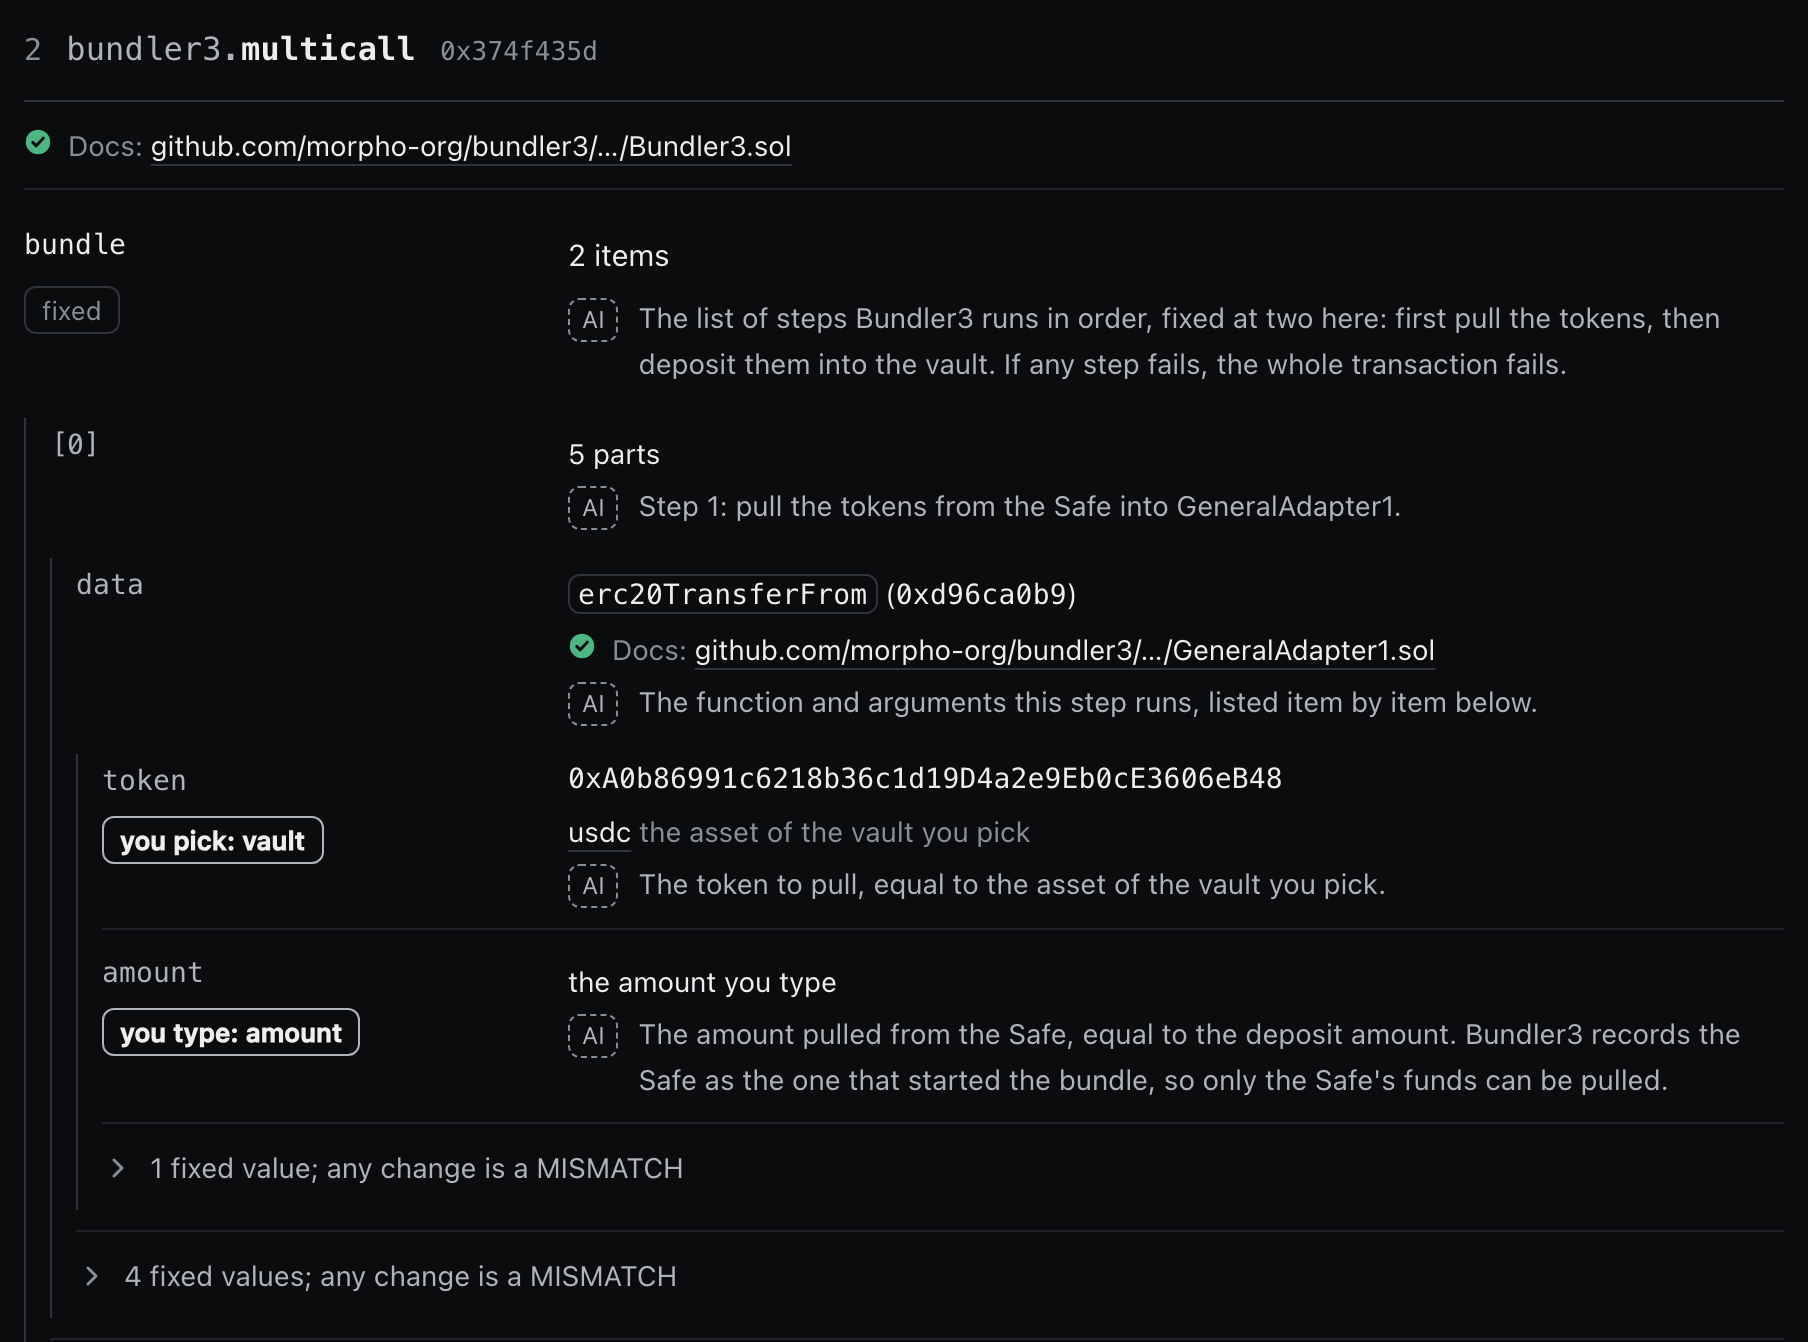 2 bundler3.multicall 0x374f435d
Docs: github.com/morpho-org/bundler3/.../Bundler3.sol
bundle
fixed
2 items
AI The list of steps Bundler3 runs in order, fixed at two here: first pull the tokens, then
deposit them into the vault. If any step fails, the whole transaction fails.
[0]
5 parts
AI Step 1: pull the tokens from the Safe into GeneralAdapter1.
data
erc20TransferFrom (0xd96ca0b9)
Docs: github.com/morpho-org/bundler3/.../GeneralAdapter1.sol
AI The function and arguments this step runs, listed item by item below.
token
you pick: vault
0xA0b86991c6218b36c1d19D4a2e9Eb0cE3606eB48
usdc the asset of the vault you pick
AI The token to pull, equal to the asset of the vault you pick.
amount
you type: amount
the amount you type
AI The amount pulled from the Safe, equal to the deposit amount. Bundler3 records the
Safe as the one that started the bundle, so only the Safe's funds can be pulled.
1 fixed value; any change is a MISMATCH
4 fixed values; any change is a MISMATCH